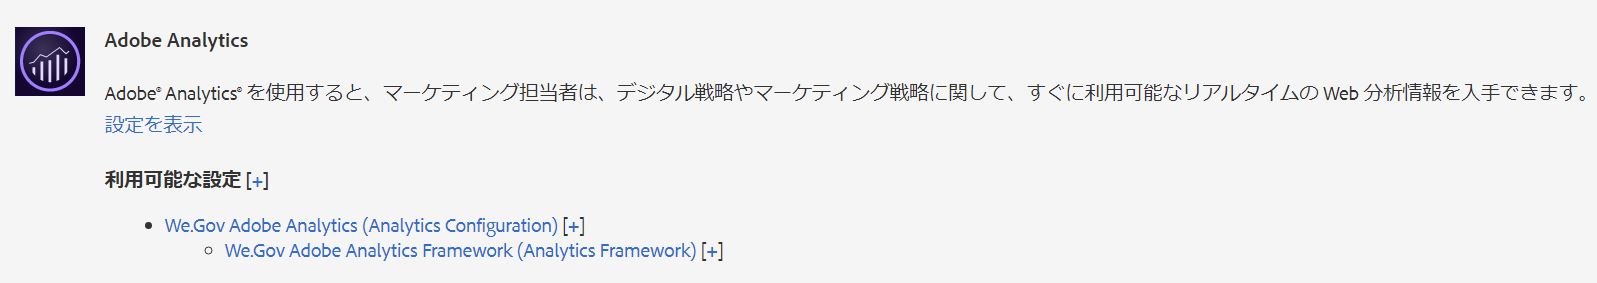 Adobe Analytics
Adobe® Analytics® を使用すると、マーケティング担当者は、デジタル戦略やマーケティング戦略に関して、すぐに利用可能なリアルタイムの Web 分析情報を入手できます。
設定を表示
利用可能な設定 [+]
• We.Gov Adobe Analytics (Analytics Configuration) [+]
○ We.Gov Adobe Analytics Framework (Analytics Framework) [+]